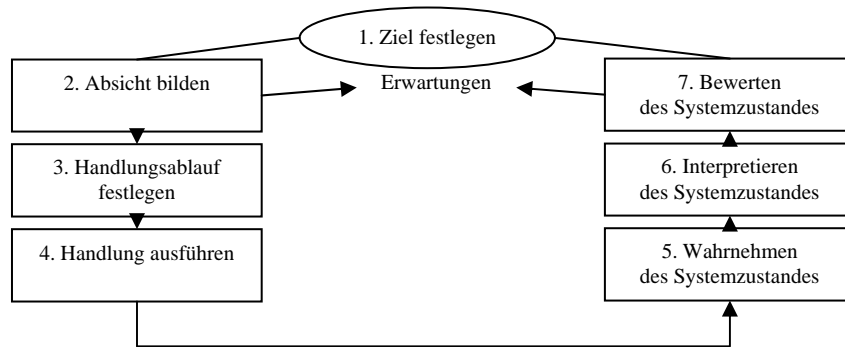 1. Ziel festlegen
2. Absicht bilden
Erwartungen
7. Bewerten
des Systemzustandes
3. Handlungsablauf
festlegen
6. Interpretieren
des Systemzustandes
4. Handlung ausführen
5. Wahrnehmen
des Systemzustandes